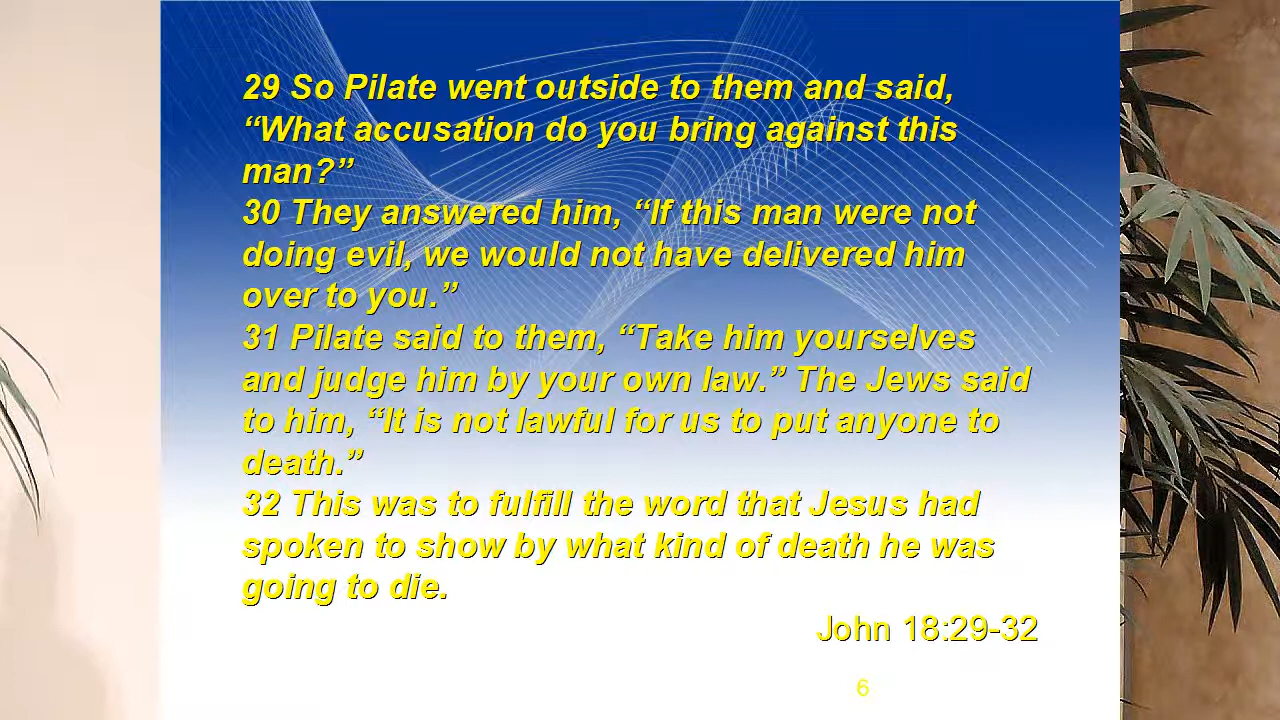 29 So Pilate went outside to them and said,
“What accusation do you bring against this
man?”
30 They answered him, “If this man were not
doing evil, we would not have delivered him
over to you.”
31 Pilate said to them, “Take him yourselves
and judge him by your own law.” The Jews said
to him, “It is not lawful for us to put anyone to
death.”
32 This was to fulfill the word that Jesus had
spoken to show by what kind of death he was
going to die.
John 18:29-32
6